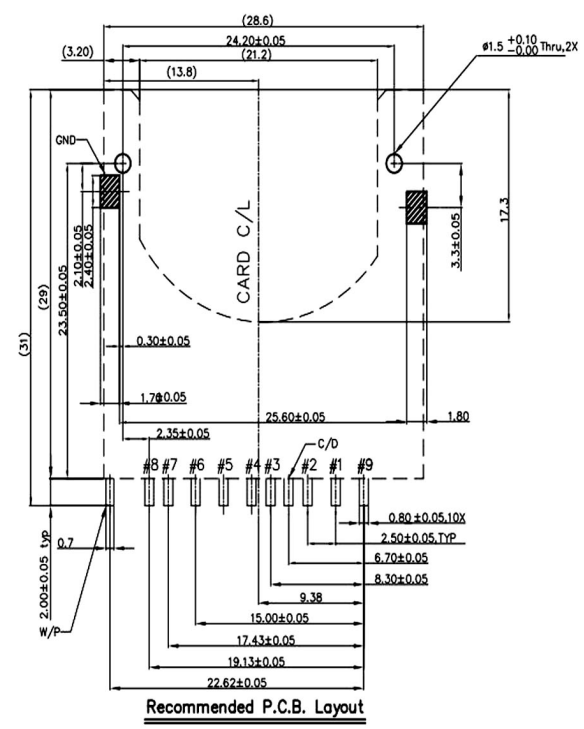 (28.6)
24.20±0.05
(3.20)
(21.2)
(13.8)
ø1.5 +0.10 -0.00 Thru,2X
GND
CARD C/L
17.3
3.3±0.05
2.10±0.05
2.40±0.05
23.50±0.05
(29)
(31)
0.30±0.05
1.70±0.05
25.60±0.05
1.80
2.35±0.05
C/D
#8 #7 #6 #5 #4 #3 #2 #1 #9
0.80 ±0.05,10X
2.50±0.05,TYP
0.7
2.00±0.05 typ
6.70±0.05
8.30±0.05
9.38
15.00±0.05
W/P
17.43±0.05
19.13±0.05
22.62±0.05
Recommended P.C.B. Layout